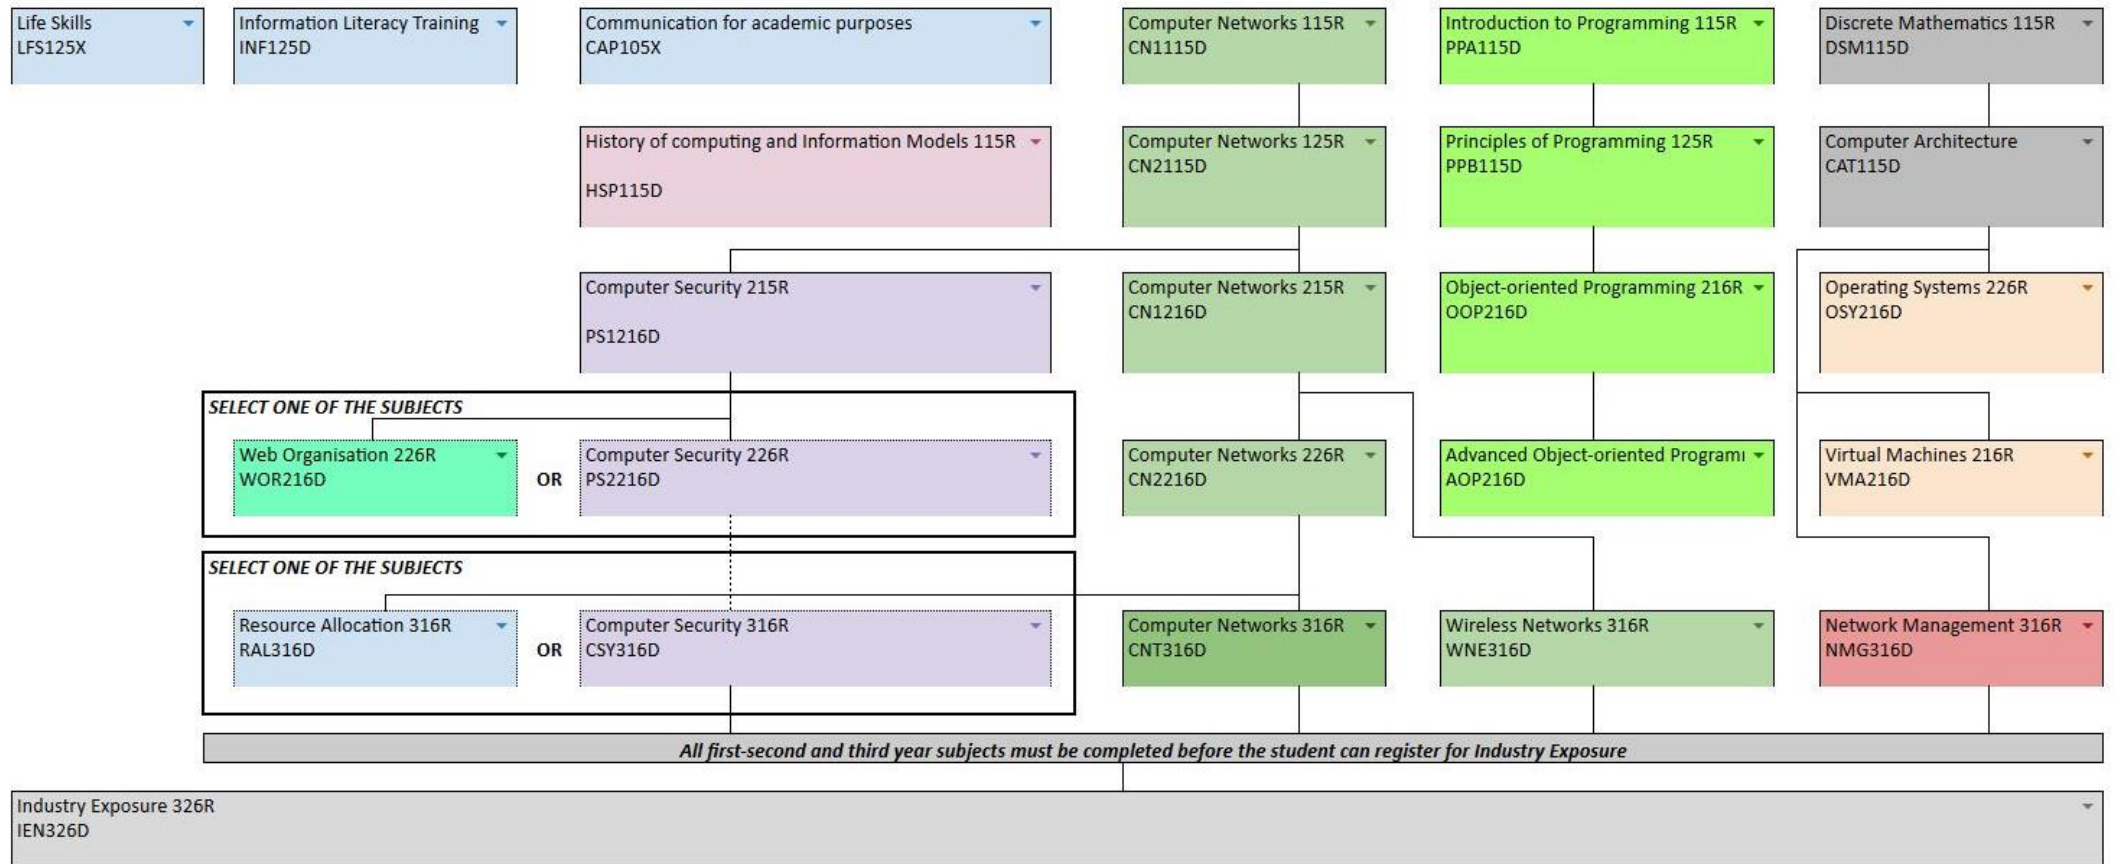 Life Skills
LFS125X
Information Literacy Training
INF125D
Communication for academic purposes
CAP105X
Computer Networks 115R
CN1115D
Introduction to Programming 115R
PPA115D
Discrete Mathematics 115R
DSM115D
History of computing and Information Models 115R
HSP115D
Computer Networks 125R
CN2115D
Principles of Programming 125R
PPB115D
Computer Architecture
CAT115D
Computer Security 215R
PS1216D
Computer Networks 215R
CN1216D
Object-oriented Programming 216R
OOP216D
Operating Systems 226R
OSY216D
SELECT ONE OF THE SUBJECTS
Web Organisation 226R
WOR216D
OR
Computer Security 226R
PS2216D
Computer Networks 226R
CN2216D
Advanced Object-oriented Program
AOP216D
Virtual Machines 216R
VMA216D
SELECT ONE OF THE SUBJECTS
Resource Allocation 316R
RAL316D
OR
Computer Security 316R
CSY316D
Computer Networks 316R
CNT316D
Wireless Networks 316R
WNE316D
Network Management 316R
NMG316D
All first-second and third year subjects must be completed before the student can register for Industry Exposure
Industry Exposure 326R
IEN326D